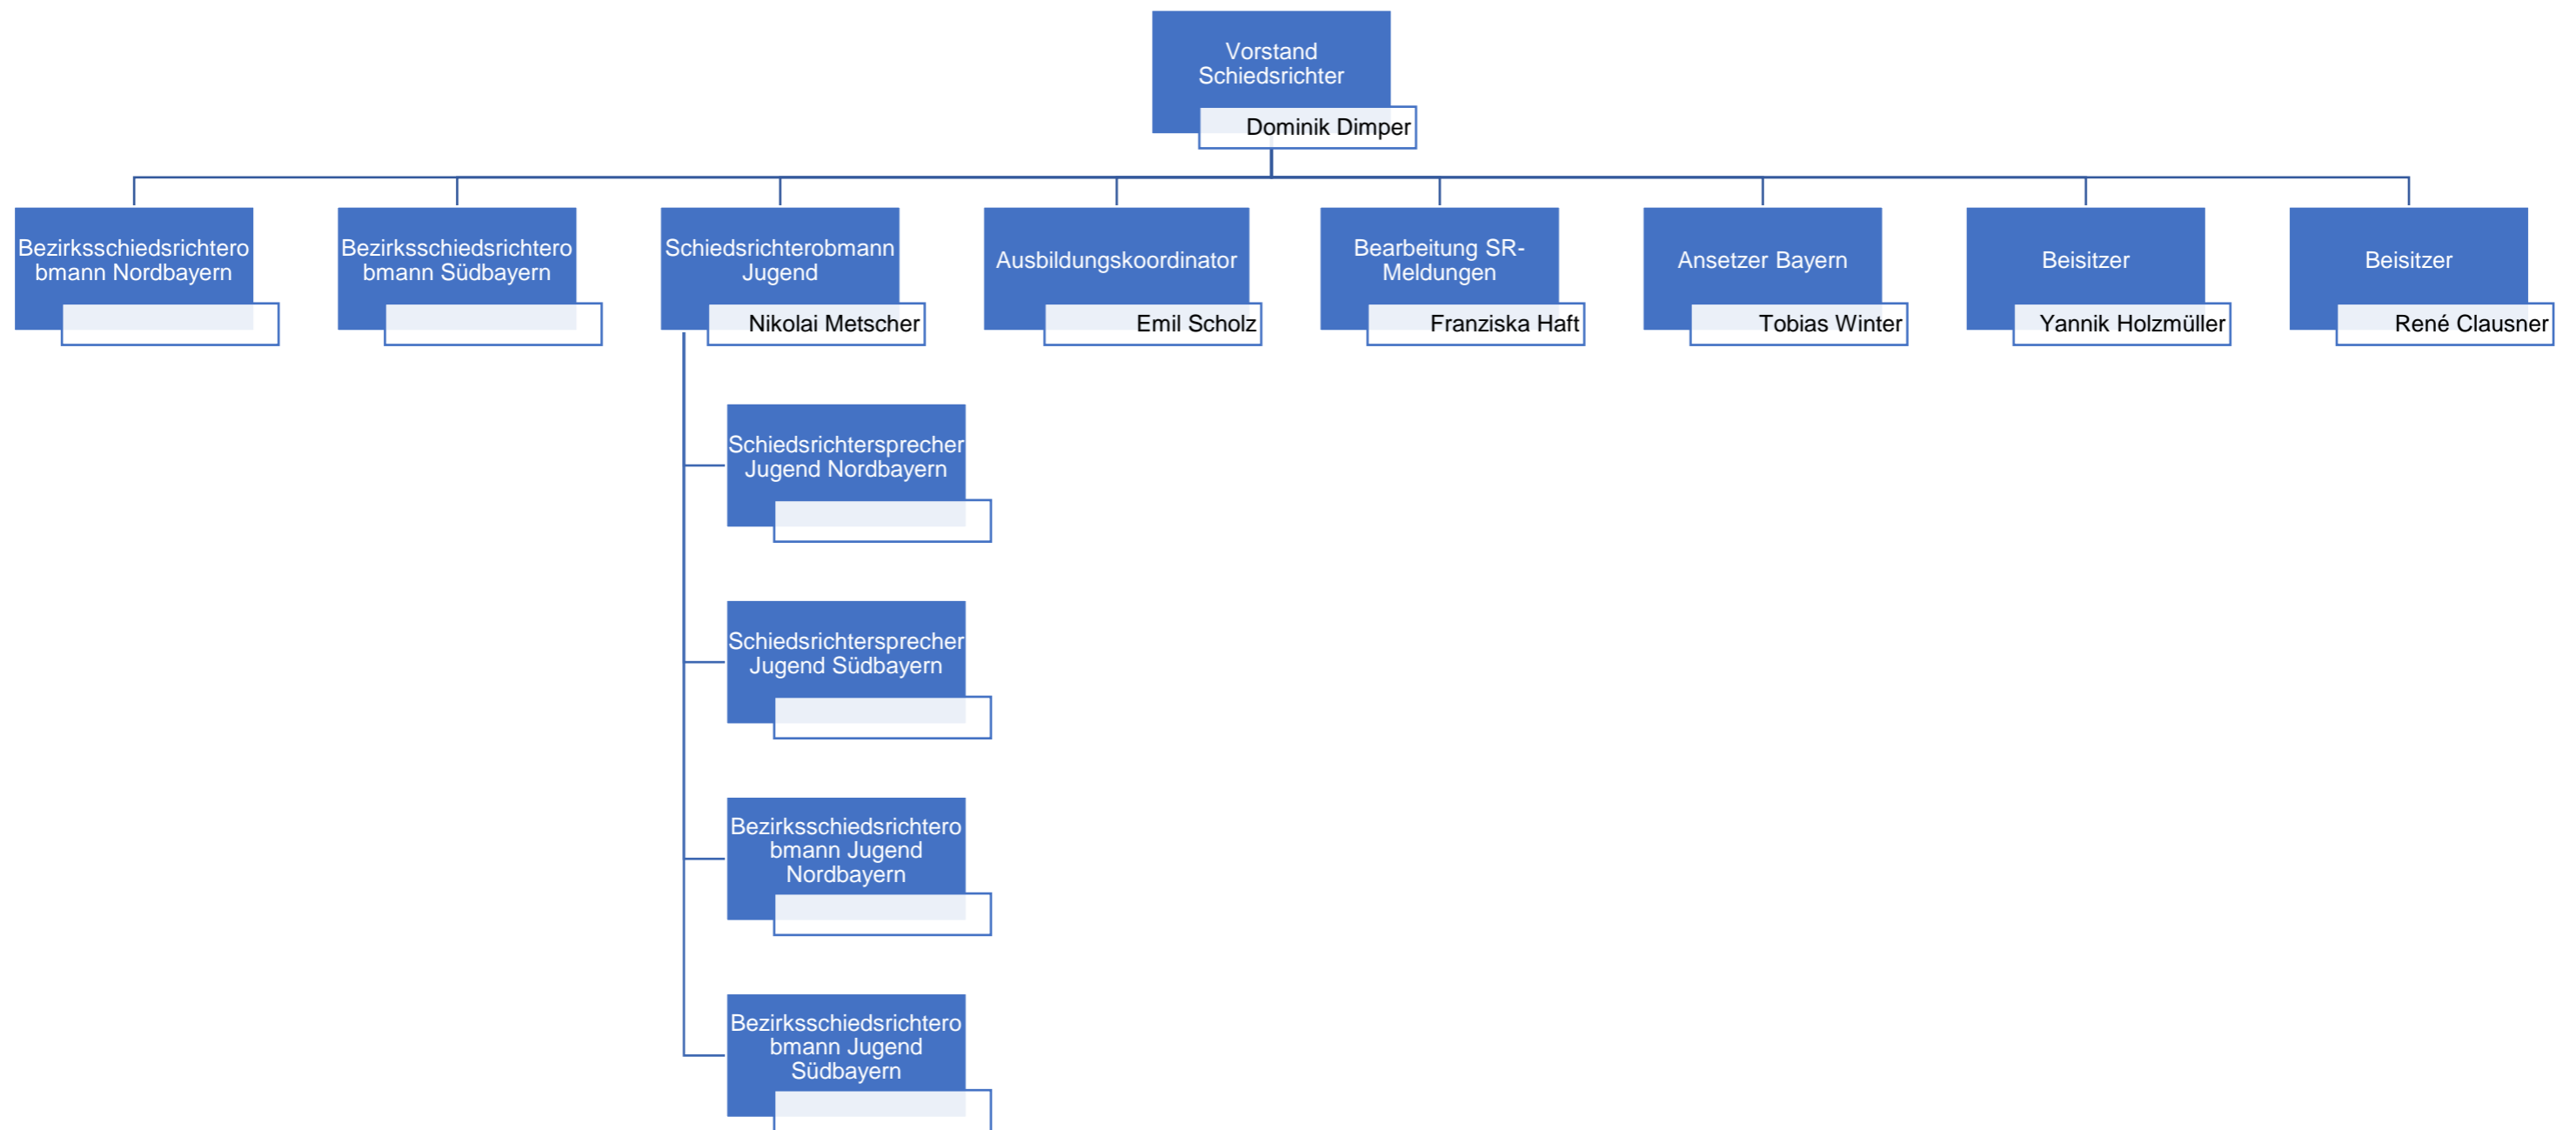 Vorstand
Schiedsrichter
Dominik Dimper
Bezirksschiedsrichtero
bmann Nordbayern
Bezirksschiedsrichtero
bmann Südbayern
Schiedsrichterobmann
Jugend
Nikolai Metscher
Ausbildungskoordinator
Emil Scholz
Bearbeitung SR-
Meldungen
Franziska Haft
Ansetzer Bayern
Tobias Winter
Beisitzer
Yannik Holzmüller
Beisitzer
René Clausner
Schiedsrichtersprecher
Jugend Nordbayern
Schiedsrichtersprecher
Jugend Südbayern
Bezirksschiedsrichtero
bmann Jugend
Nordbayern
Bezirksschiedsrichtero
bmann Jugend
Südbayern